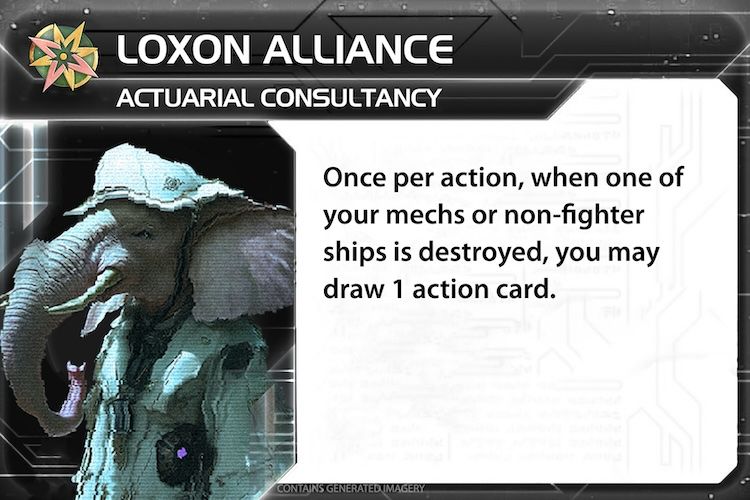 LOXON ALLIANCE
ACTUARIAL CONSULTANCY
Once per action, when one of
your mechs or non-fighter
ships is destroyed, you may
draw 1 action card.
CONTAINS GENERATED IMAGERY